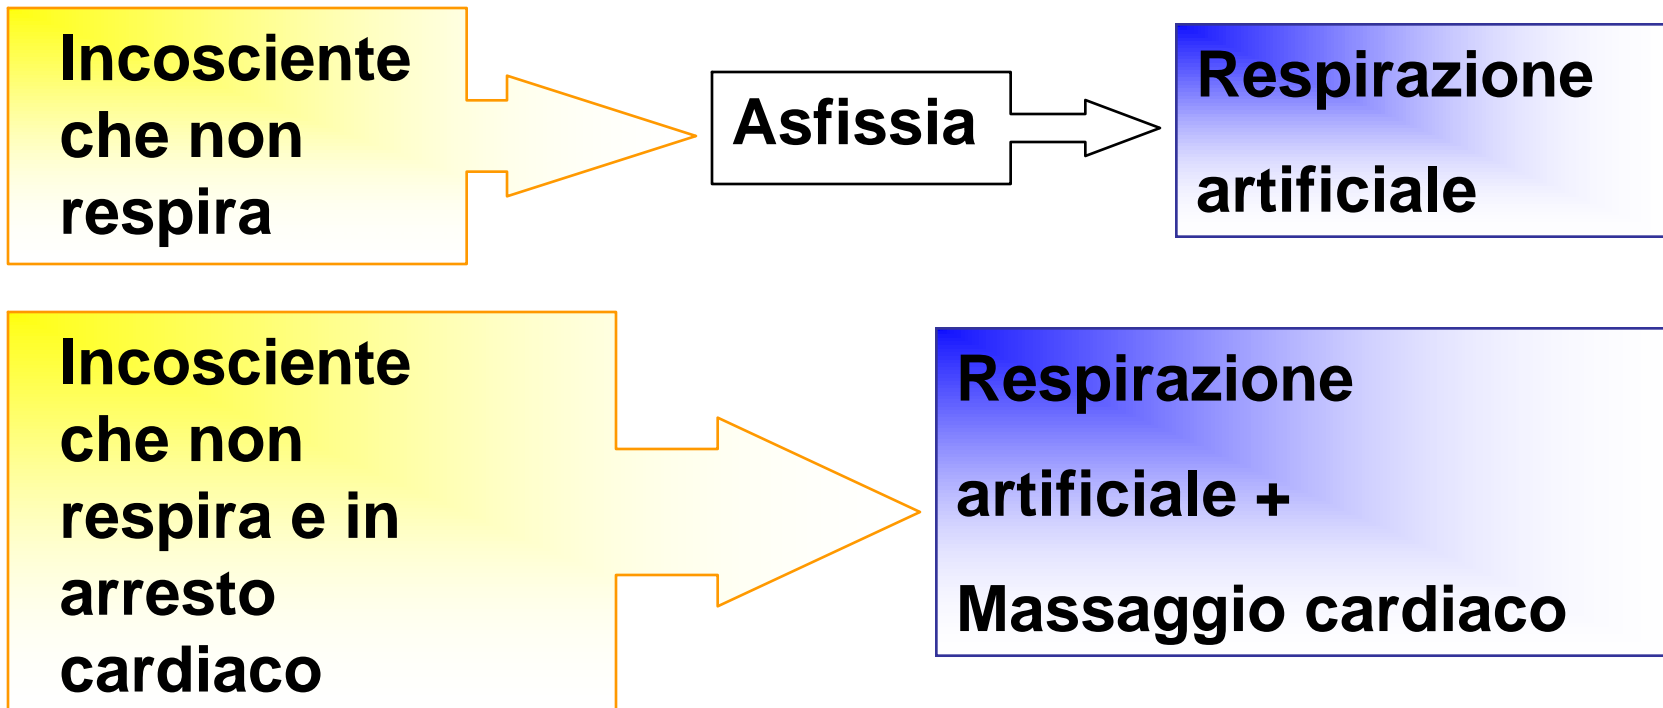 Incosciente
che non
respira
Asfissia
Respirazione
artificiale
Incosciente
che non
respira e in
arresto
cardiaco
Respirazione
artificiale +
Massaggio cardiaco